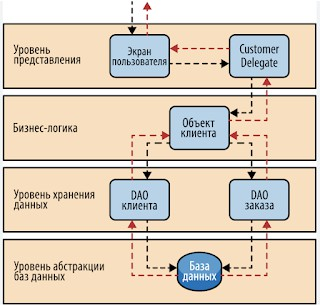 Уровень
представления
Экран
пользователя
Customer
Delegate
Бизнес-логика
Объект
клиента
Уровень хранения
данных
DAO
клиента
DAO
заказа
Уровень абстракции
баз данных
База
данных